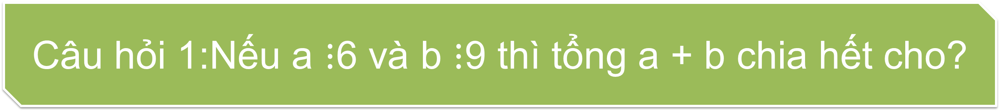 Câu hỏi 1:Nếu a ⋮6 và b ⋮9 thì tổng a + b chia hết cho?